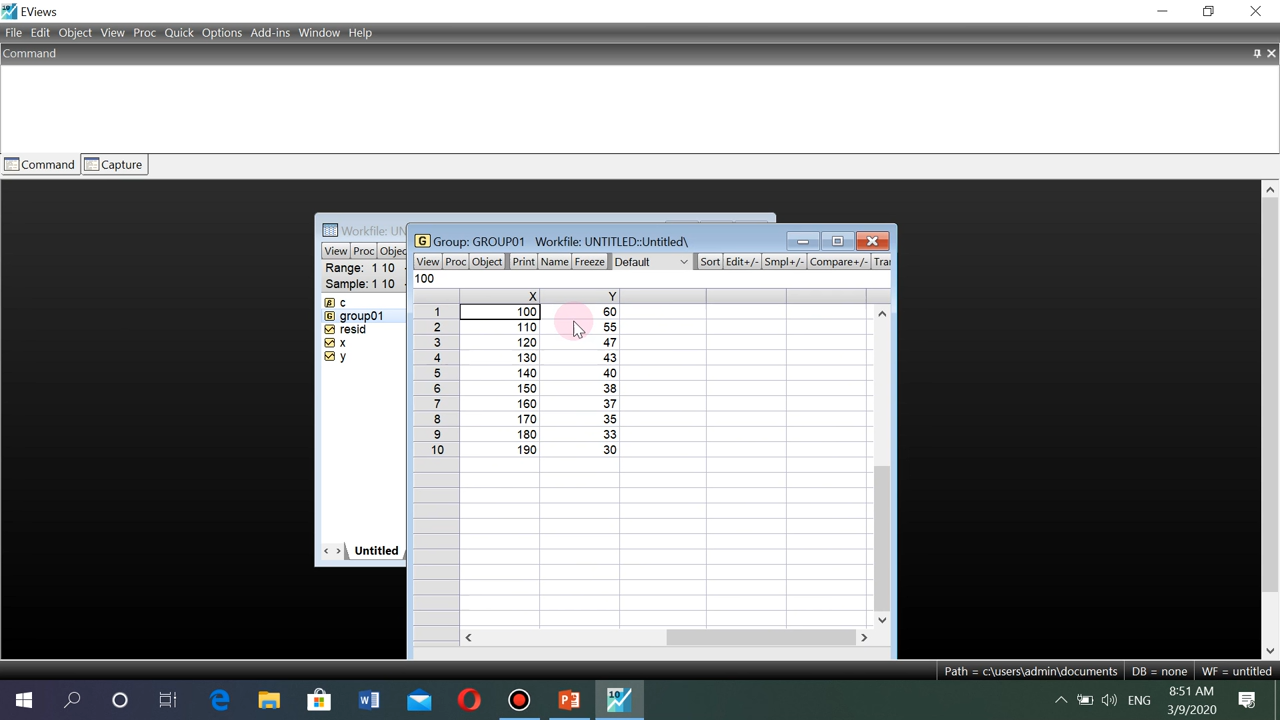 EViews
File Edit Object View Proc Quick Options Add-ins Window Help
Command
Command Capture
Workfile: UN
View Proc Objec
Range: 1 10
Sample: 1 10
c
group01
resid
x
y
Untitled
Group: GROUP01 Workfile: UNTITLED::Untitled\
View Proc Object Print Name Freeze Default Sort Edit+/- Smpl+/- Compare+/- Tra
100
X Y
1 100 60
2 110 55
3 120 47
4 130 43
5 140 40
6 150 38
7 160 37
8 170 35
9 180 33
10 190 30
Path = c:\users\admin\documents DB = none WF = untitled
ENG
8:51 AM
3/9/2020